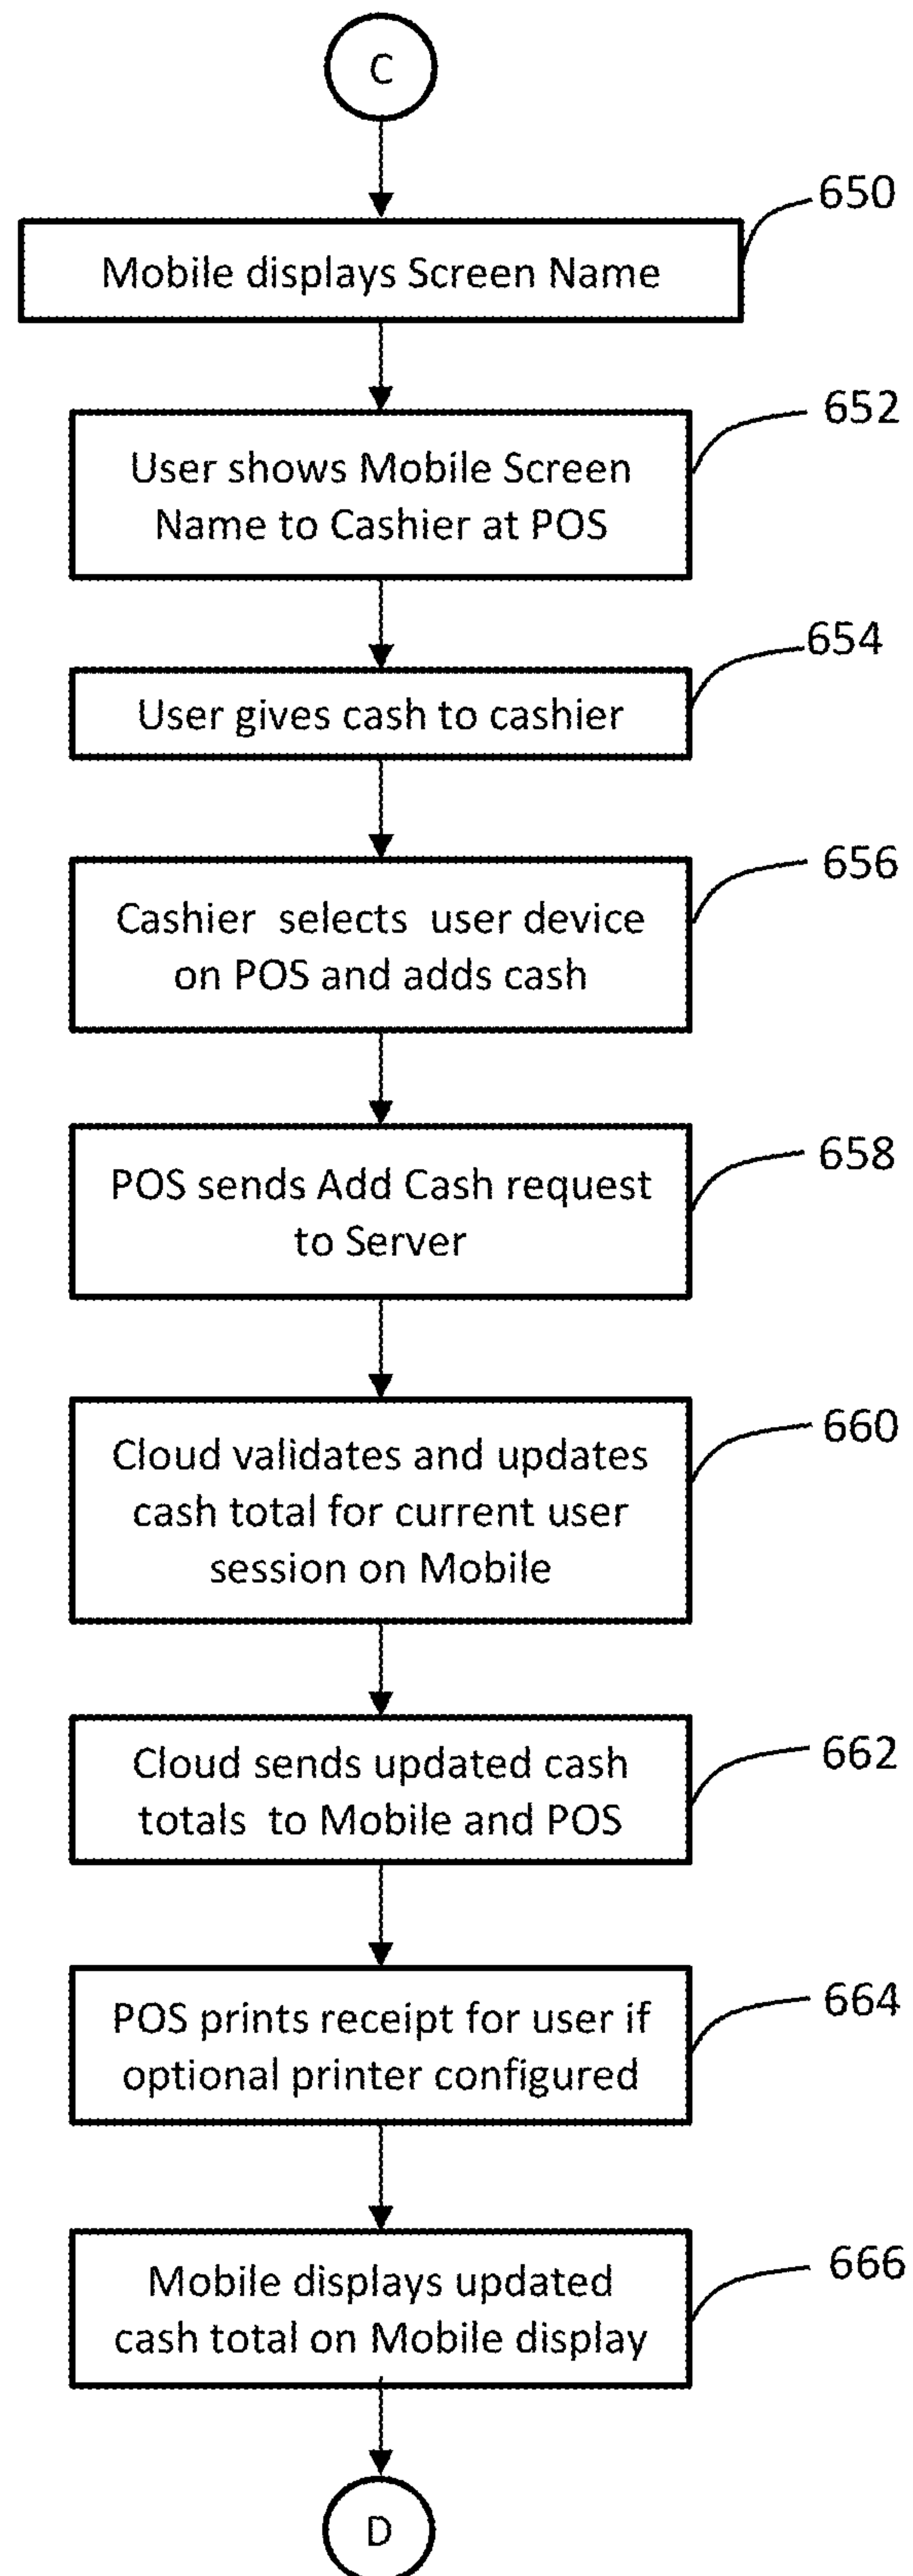 C
650
Mobile displays Screen Name
652
User shows Mobile Screen
Name to Cashier at POS
654
User gives cash to cashier
656
Cashier selects user device
on POS and adds cash
658
POS sends Add Cash request
to Server
660
Cloud validates and updates
cash total for current user
session on Mobile
662
Cloud sends updated cash
totals to Mobile and POS
664
POS prints receipt for user if
optional printer configured
666
Mobile displays updated
cash total on Mobile display
D